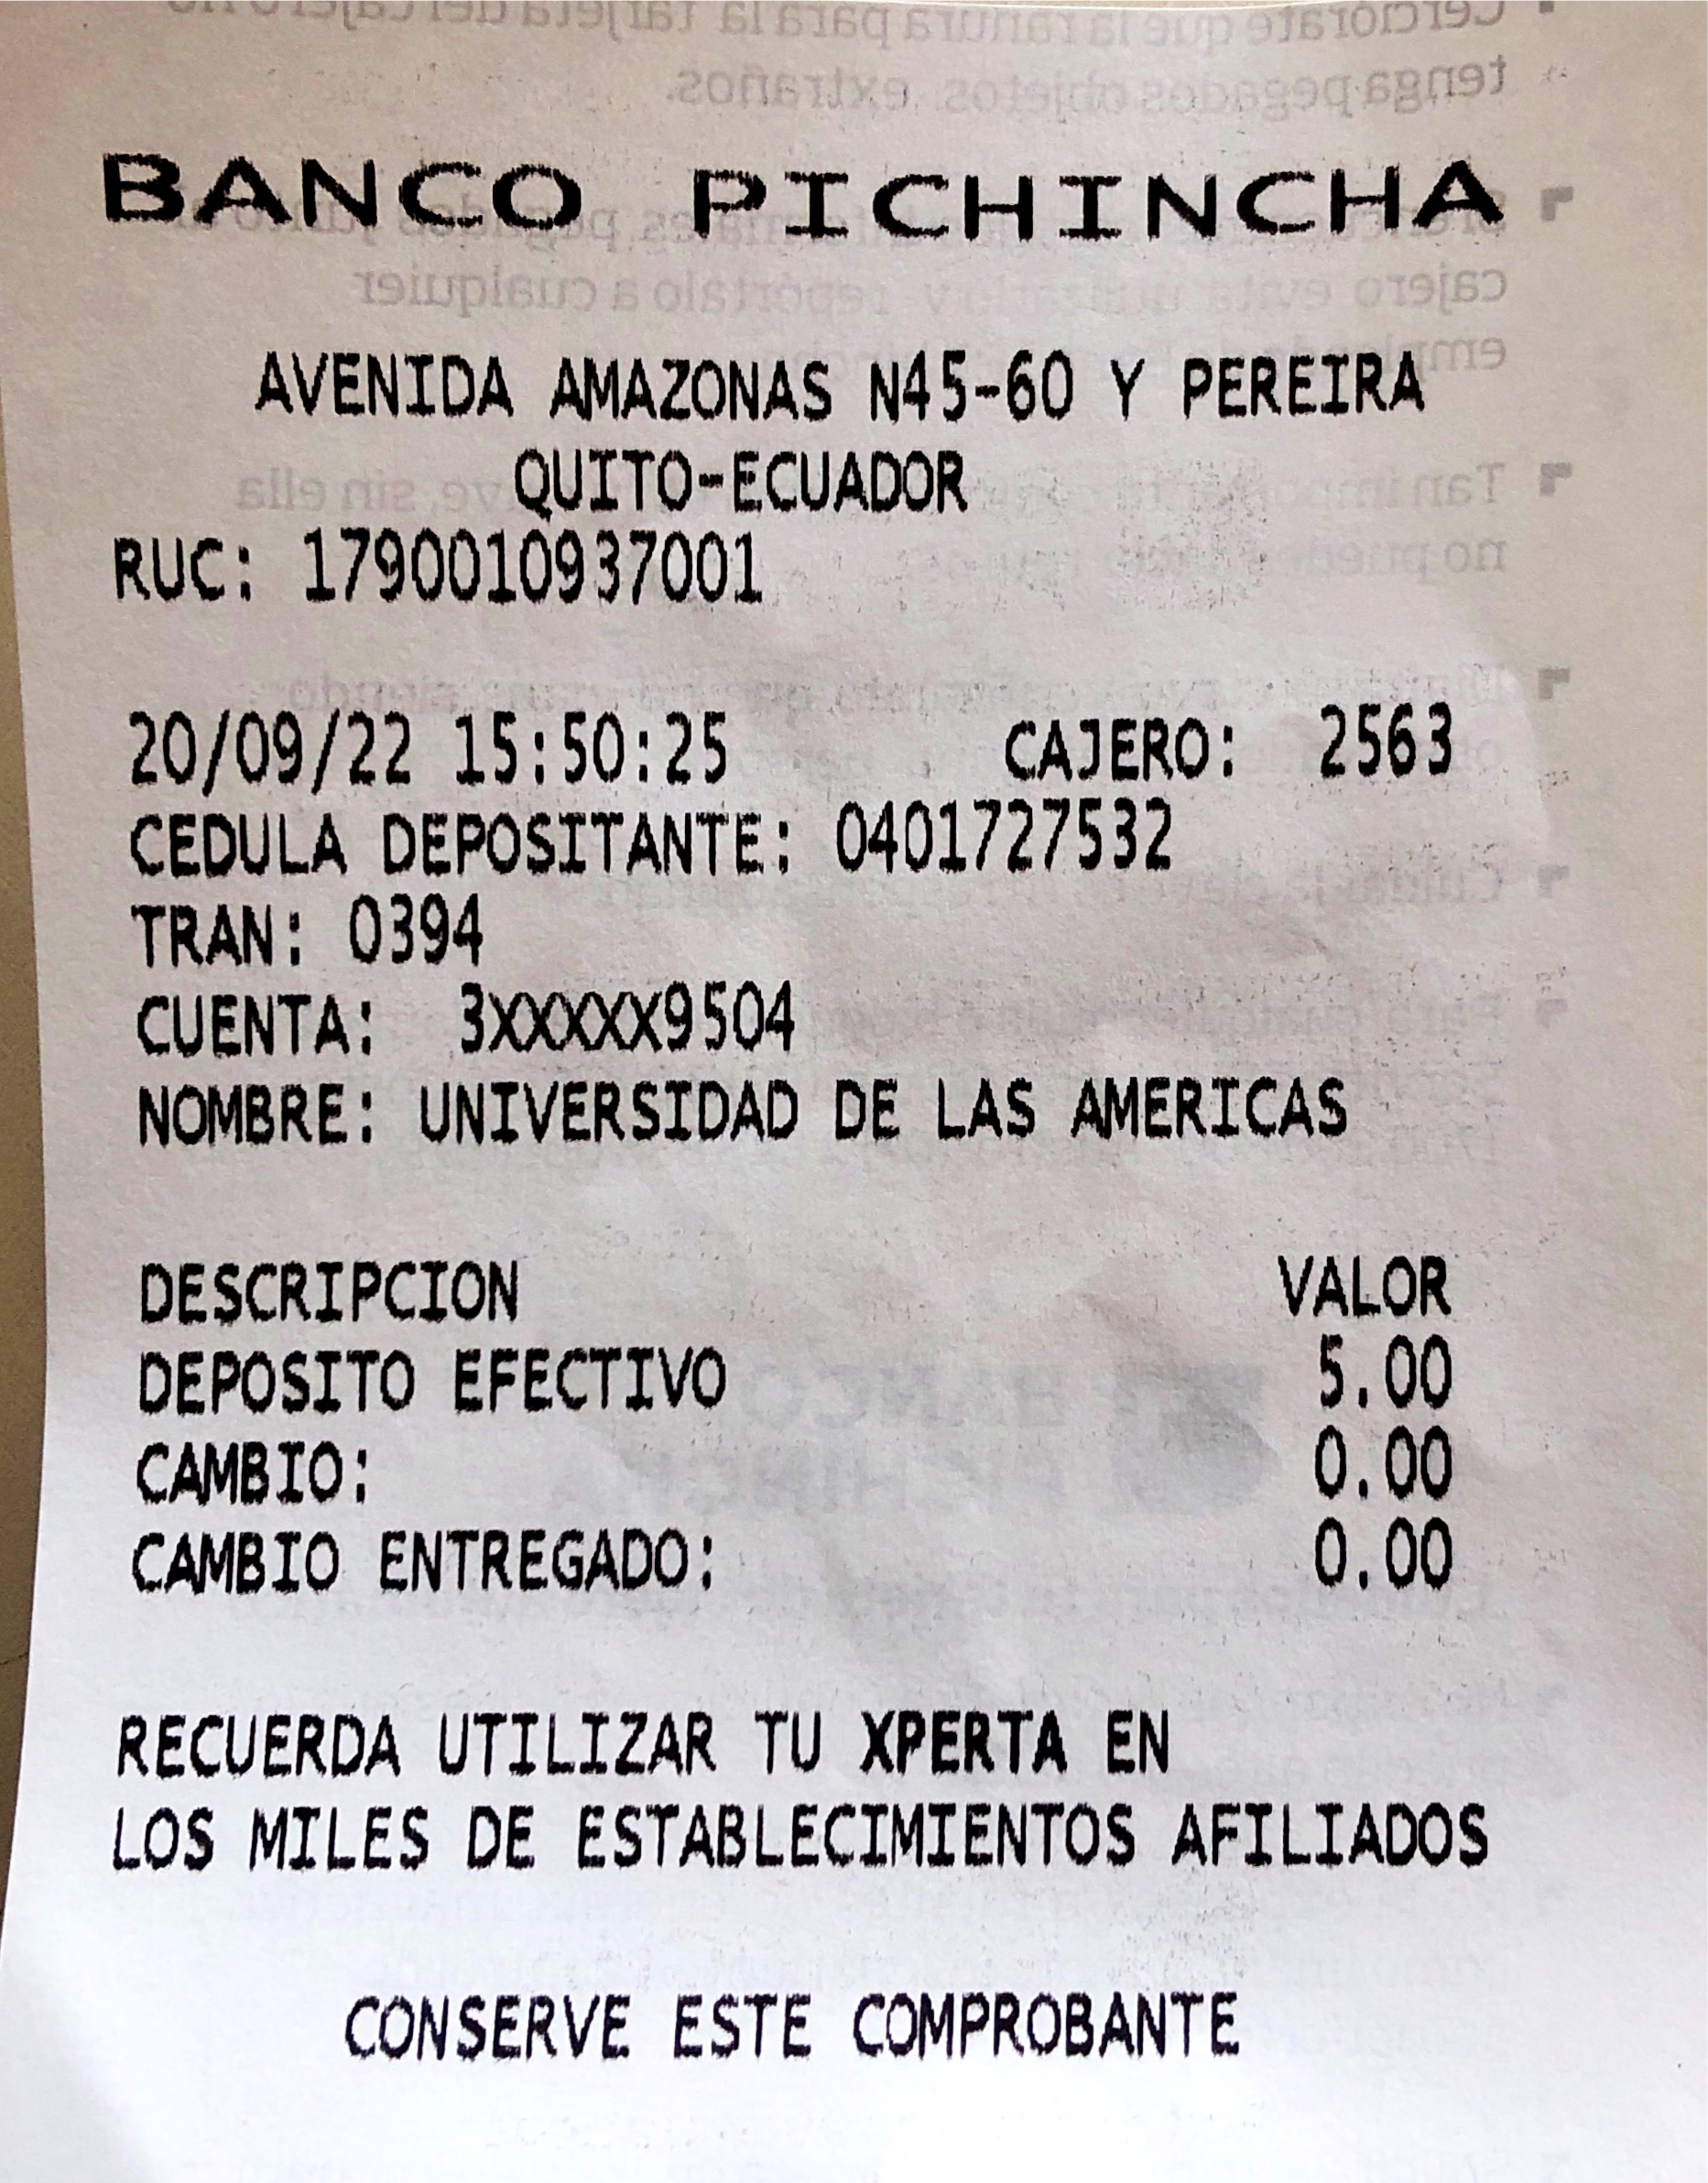 BANCO PICHINCHA
AVENIDA AMAZONAS N45-60 Y PEREIRA
QUITO-ECUADOR
RUC: 1790010937001
20/09/22 15:50:25 CAJERO: 2563
CEDULA DEPOSITANTE: 0401727532
TRAN: 0394
CUENTA: 3XXXXX9504
NOMBRE: UNIVERSIDAD DE LAS AMERICAS
DESCRIPCION VALOR
DEPOSITO EFECTIVO 5.00
CAMBIO: 0.00
CAMBIO ENTREGADO: 0.00
RECUERDA UTILIZAR TU XPERTA EN
LOS MILES DE ESTABLECIMIENTOS AFILIADOS
CONSERVE ESTE COMPROBANTE